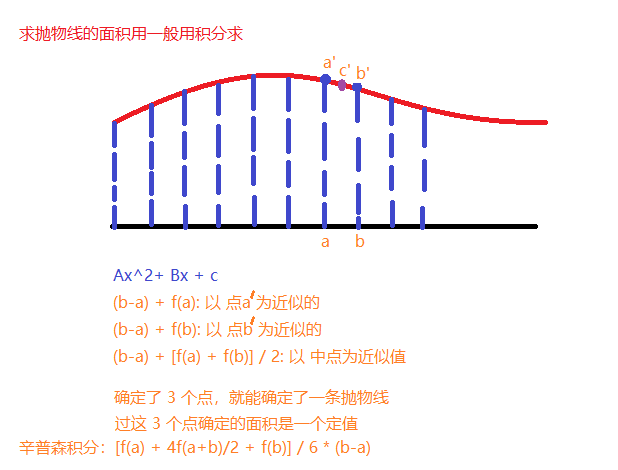 求抛物线的面积用一般用积分求
a' c' b'
a b
Ax^2+ Bx + c
(b-a) + f(a): 以 点a' 为近似的
(b-a) + f(b): 以 点b' 为近似的
(b-a) + [f(a) + f(b)] / 2: 以 中点为近似值
确定了 3 个点，就能确定了一条抛物线
过这 3 个点确定的面积是一个定值
辛普森积分：[f(a) + 4f(a+b)/2 + f(b)] / 6 * (b-a)